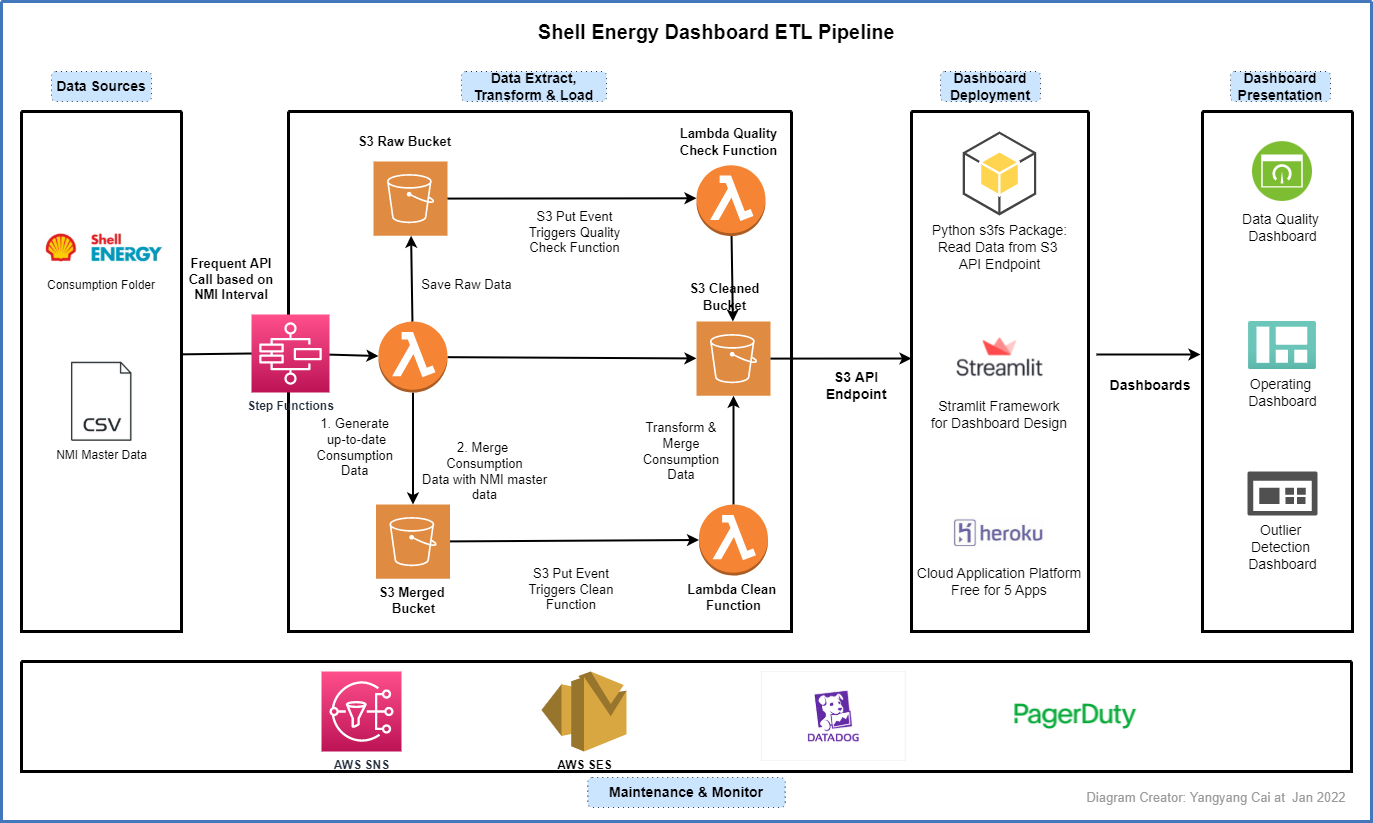 Shell Energy Dashboard ETL Pipeline
Data Sources
Data Extract,
Transform & Load
Dashboard
Deployment
Dashboard
Presentation
Shell
ENERGY
Consumption Folder
CSV
NMI Master Data
Frequent API
Call based on
NMI Interval
Step Functions
S3 Raw Bucket
Save Raw Data
S3 Put Event
Triggers Quality
Check Function
Lambda Quality
Check Function
S3 Cleaned
Bucket
1. Generate
up-to-date
Consumption
Data
2. Merge
Consumption
Data with NMI master
data
Transform &
Merge
Consumption
Data
S3 Merged
Bucket
S3 Put Event
Triggers Clean
Function
Lambda Clean
Function
S3 API
Endpoint
Python s3fs Package:
Read Data from S3
API Endpoint
Streamlit
Stramlit Framework
for Dashboard Design
heroku
Cloud Application Platform
Free for 5 Apps
Dashboards
Data Quality
Dashboard
Operating
Dashboard
Outlier
Detection
Dashboard
AWS SNS
AWS SES
DATADOG
PagerDuty
Maintenance & Monitor
Diagram Creator: Yangyang Cai at Jan 2022